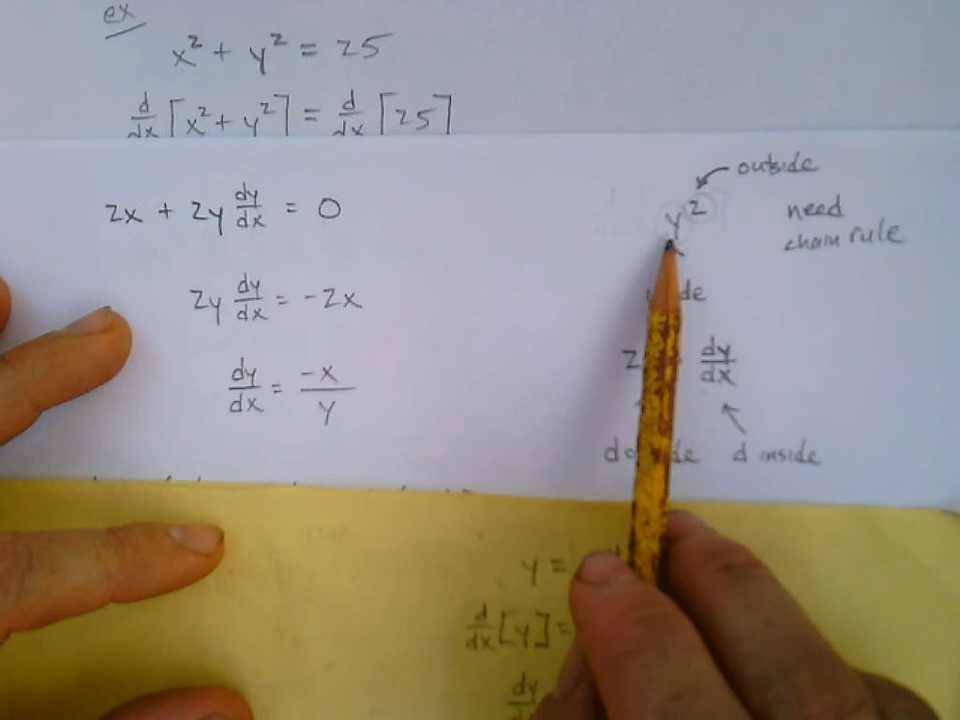 ex
x² + y² = 25
d/dx [x² + y²] = d/dx [25]
2x + 2y dy/dx = 0
2y dy/dx = -2x
dy/dx = -x/y
outside
y²
need
chain rule
2 dy/dx
d inside
y =
d/dx [y] =
dy